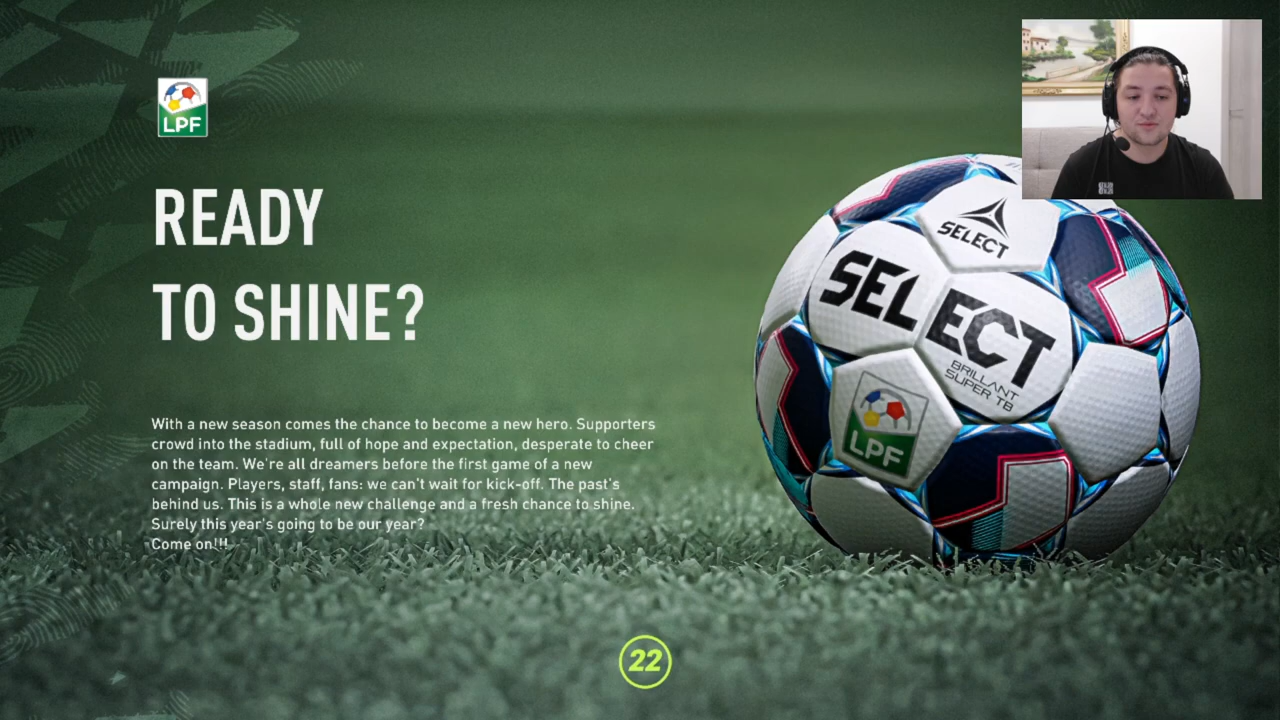 LPF
READY
TO SHINE?
With a new season comes the chance to become a new hero. Supporters
crowd into the stadium, full of hope and expectation, desperate to cheer
on the team. We're all dreamers before the first game of a new
campaign. Players, staff, fans: we can't wait for kick-off. The past's
behind us. This is a whole new challenge and a fresh chance to shine.
Surely this year's going to be our year?
Come on!!!
SELECT
SELECT
BRILLANT
SUPER TB
LPF
22